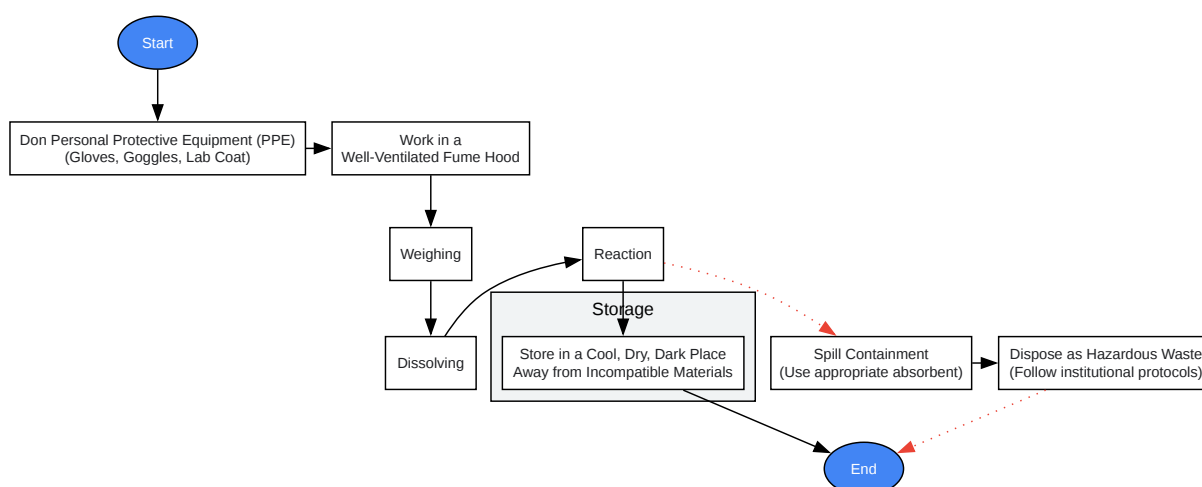 Start
Don Personal Protective Equipment (PPE)
(Gloves, Goggles, Lab Coat)
Work in a
Well-Ventilated Fume Hood
Weighing
Reaction
Dissolving
Storage
Store in a Cool, Dry, Dark Place
Away from Incompatible Materials
Spill Containment
(Use appropriate absorbent)
Dispose as Hazardous Waste
(Follow institutional protocols)
End